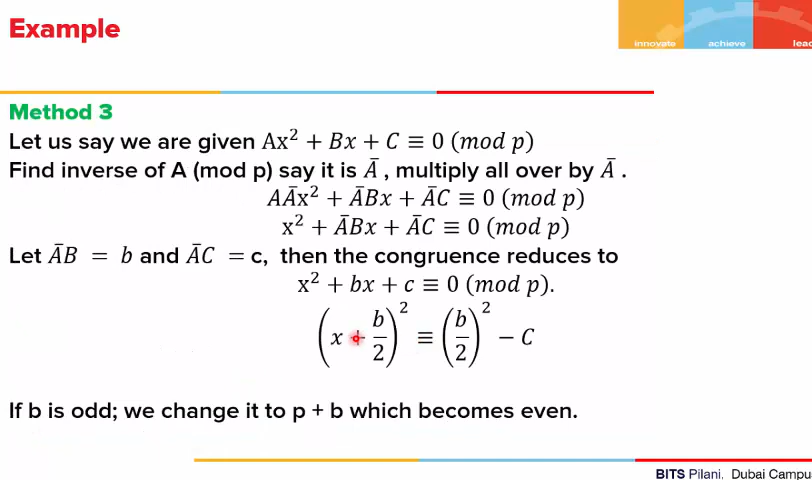 Example
innovate achieve lead
Method 3
Let us say we are given Ax² + Bx + C ≡ 0 (mod p)
Find inverse of A (mod p) say it is Ā , multiply all over by Ā .
AĀx² + ĀBx + ĀC ≡ 0 (mod p)
x² + ĀBx + ĀC ≡ 0 (mod p)
Let ĀB = b and ĀC = c, then the congruence reduces to
x² + bx + c ≡ 0 (mod p).
(x + b/2)² ≡ (b/2)² − C
If b is odd; we change it to p + b which becomes even.
BITS Pilani, Dubai Campu